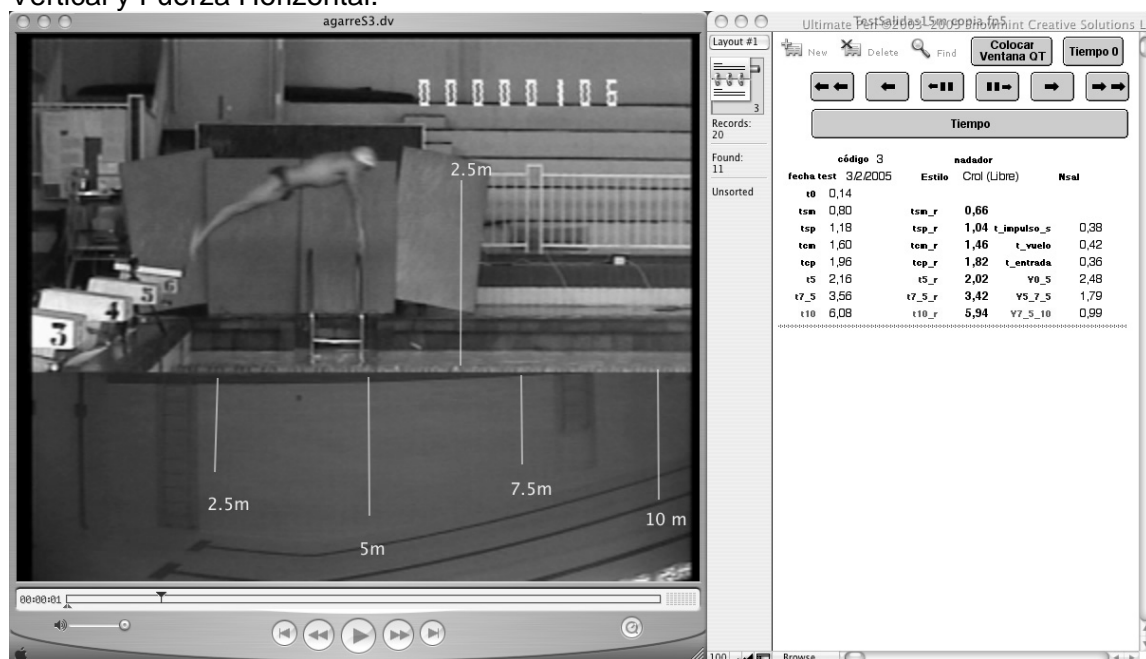 Vertical y Fuerza Horizontal.
agarreS3.dv
0000106
2.5m
6
5
4
3
2.5m
5m
7.5m
10 m
00:00:01
Layout #1
3
Records:
20
Found:
11
Unsorted
New Delete Find
Colocar Ventana QT
Tiempo 0
Tiempo
código 3 nadador
fecha test 3/2/2005 Estilo Crol (Libre) Nsal
t0 0,14
tsm 0,80 tsm_r 0,66
tsp 1,18 tsp_r 1,04 t_impulso_s 0,38
tcm 1,60 tcm_r 1,46 t_vuelo 0,42
tcp 1,96 tcp_r 1,82 t_entrada 0,36
t5 2,16 t5_r 2,02 V0_5 2,48
t7_5 3,56 t7_5_r 3,42 V5_7_5 1,79
t10 6,08 t10_r 5,94 V7_5_10 0,99
100 Browse